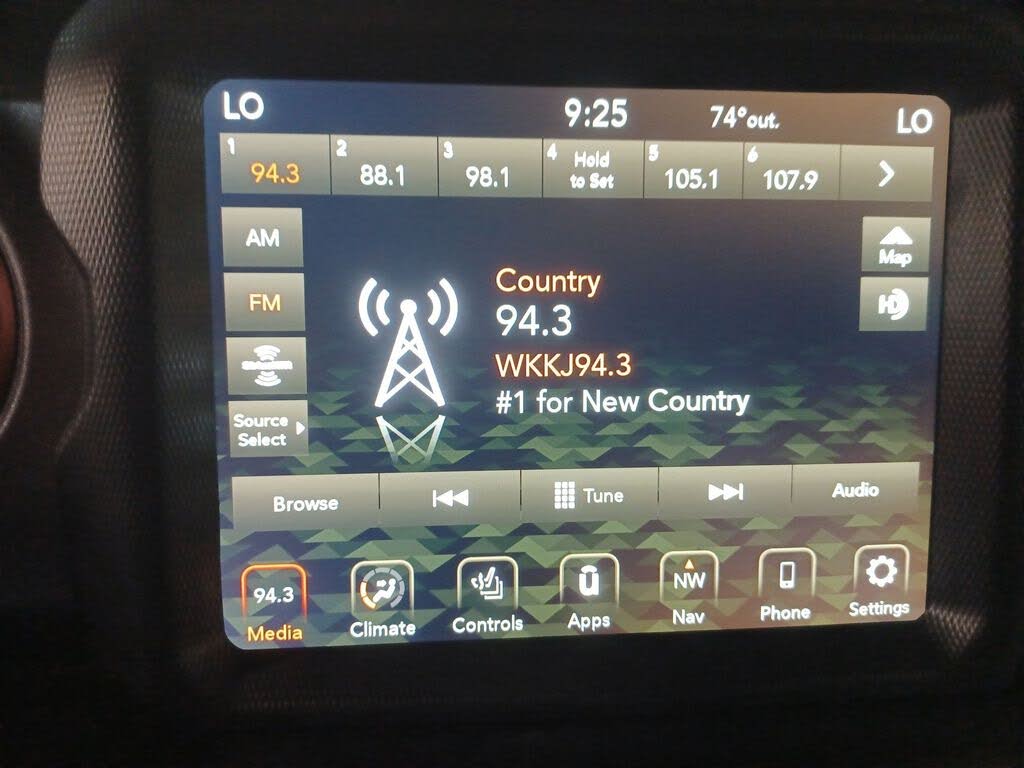 LO 9:25 74°out. LO
1 2 3 4 Hold 5 6
94.3 88.1 98.1 to Set 105.1 107.9
AM
FM
Source
Select
Map
HD
Country
94.3
WKKJ94.3
#1 for New Country
Browse Tune Audio
94.3 NW
Media Climate Controls Apps Nav Phone Settings